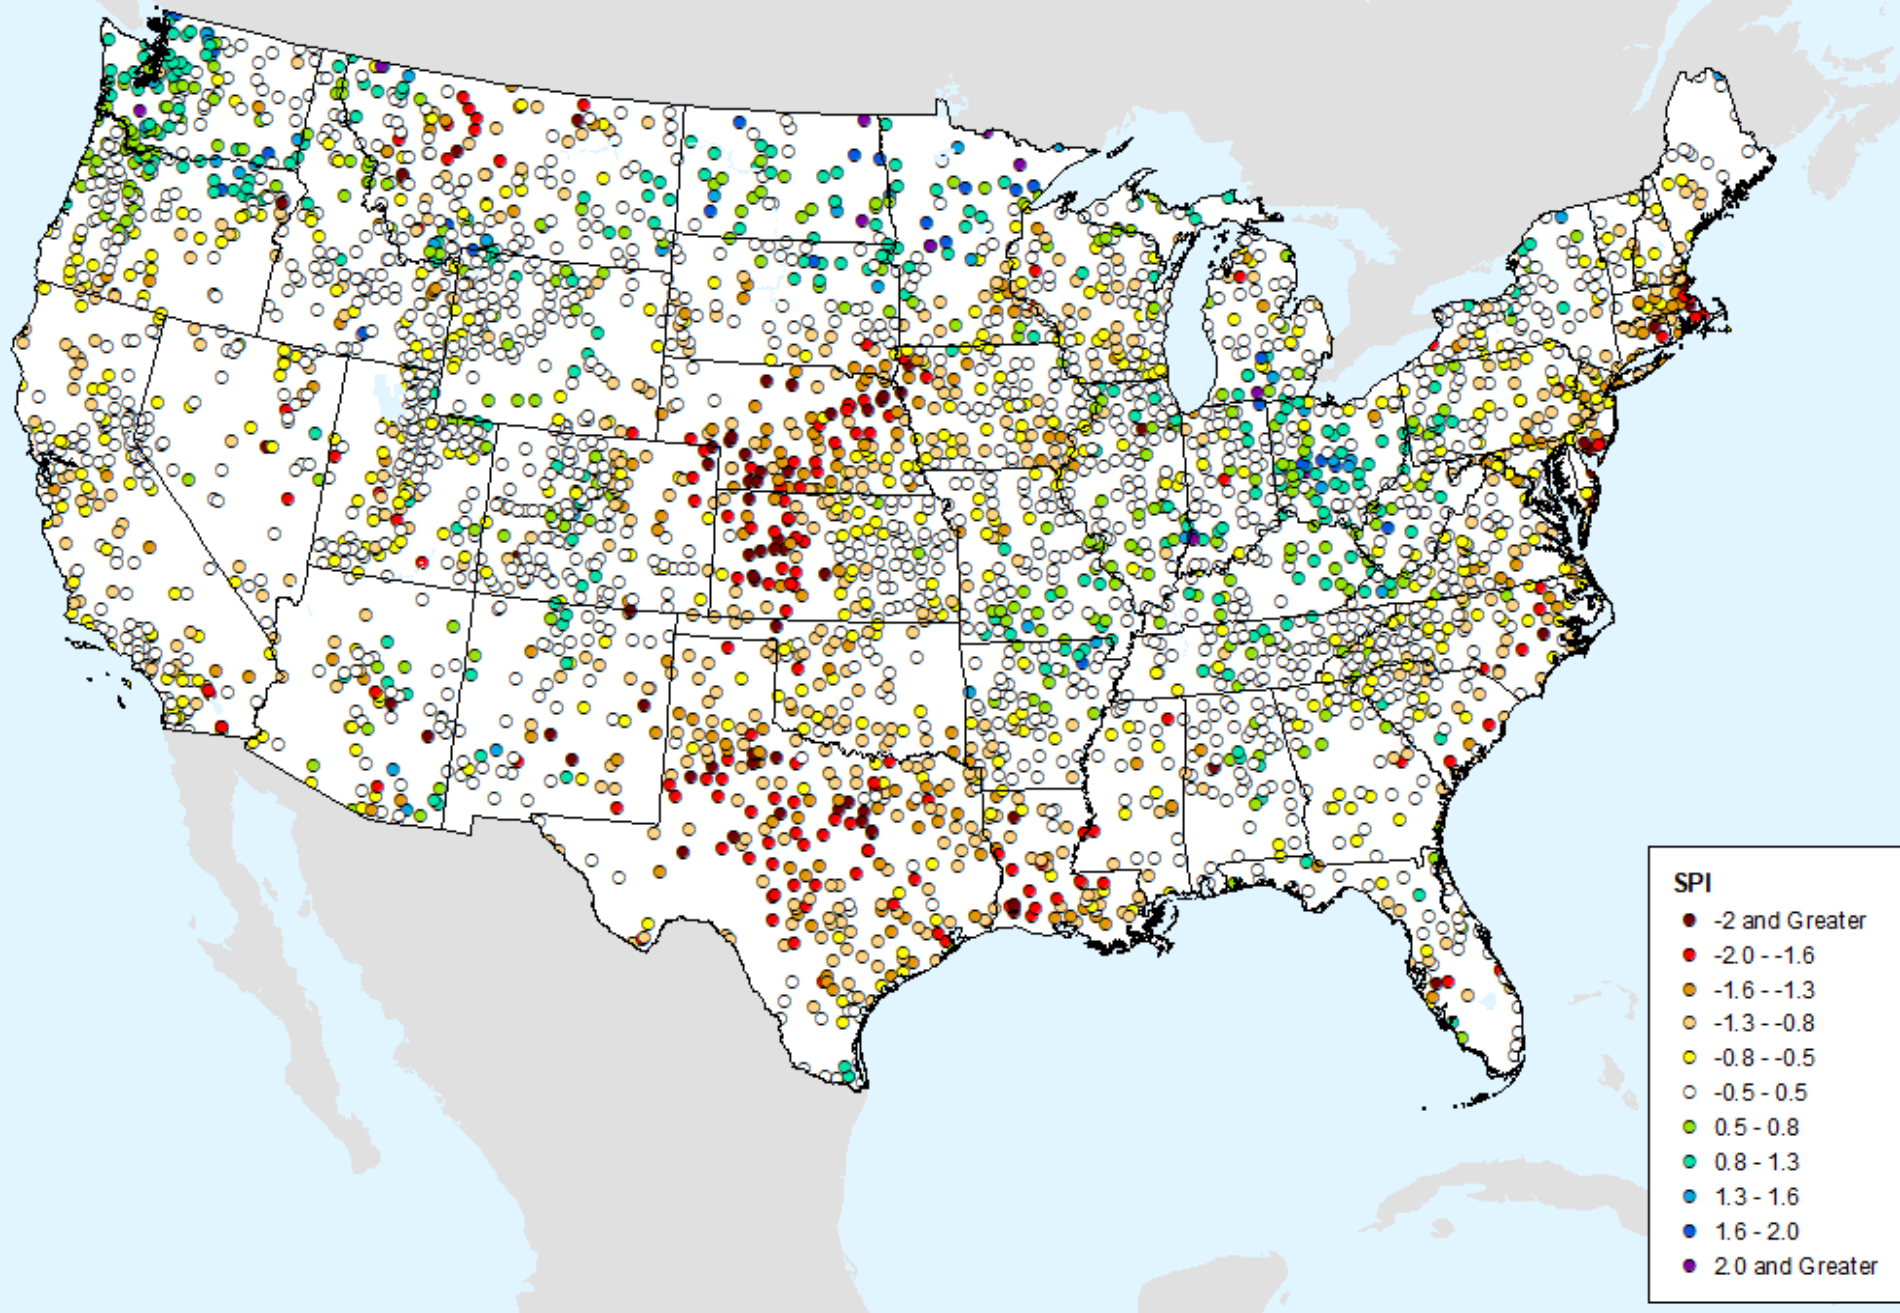 SPI
-2 and Greater
-2.0 - -1.6
-1.6 - -1.3
-1.3 - -0.8
-0.8 - -0.5
-0.5 - 0.5
0.5 - 0.8
0.8 - 1.3
1.3 - 1.6
1.6 - 2.0
2.0 and Greater